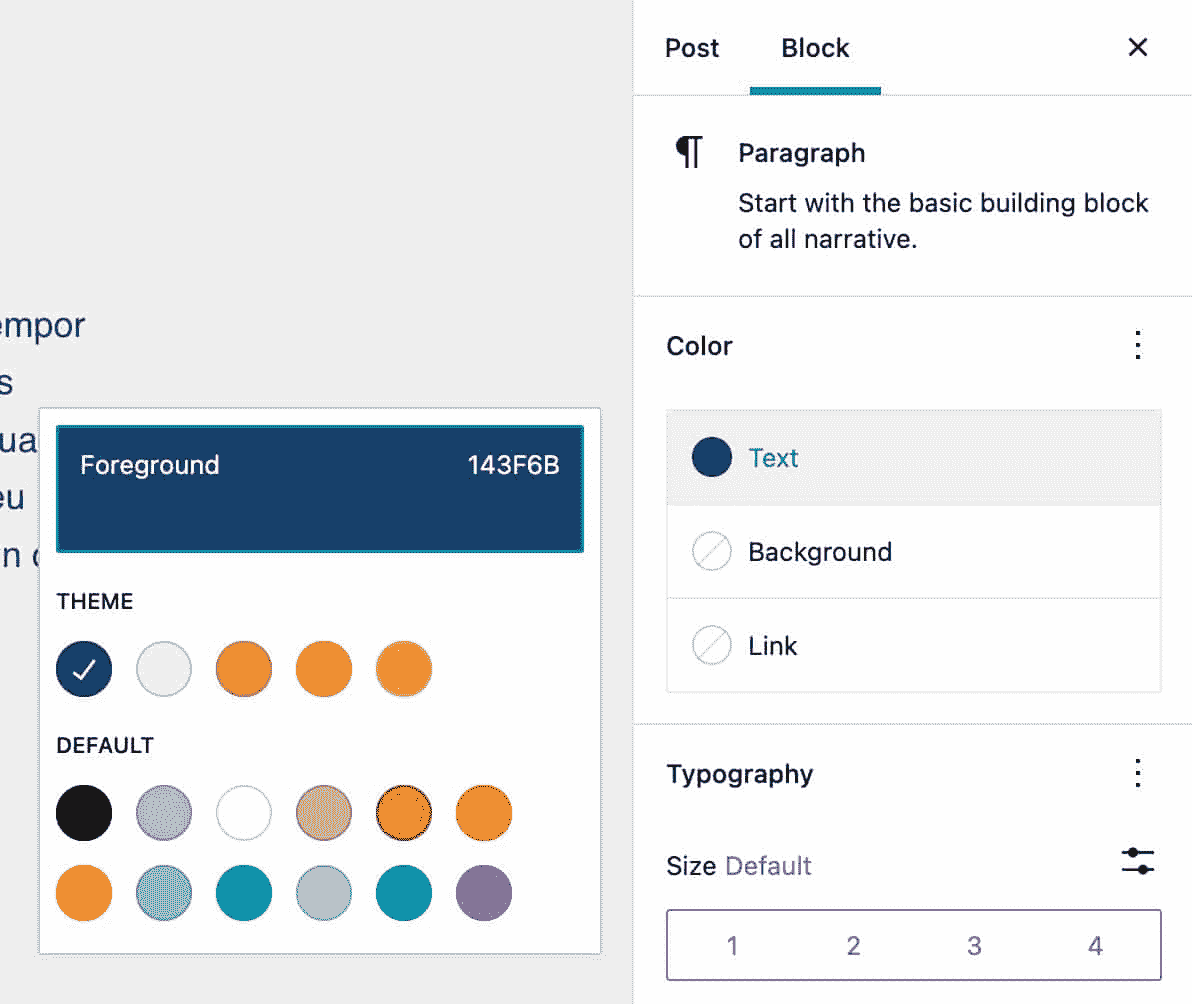 Post Block
Paragraph
Start with the basic building block
of all narrative.
empor
s
ua
eu
n
Foreground 143F6B
THEME
DEFAULT
Color
Text
Background
Link
Typography
Size Default
1 2 3 4